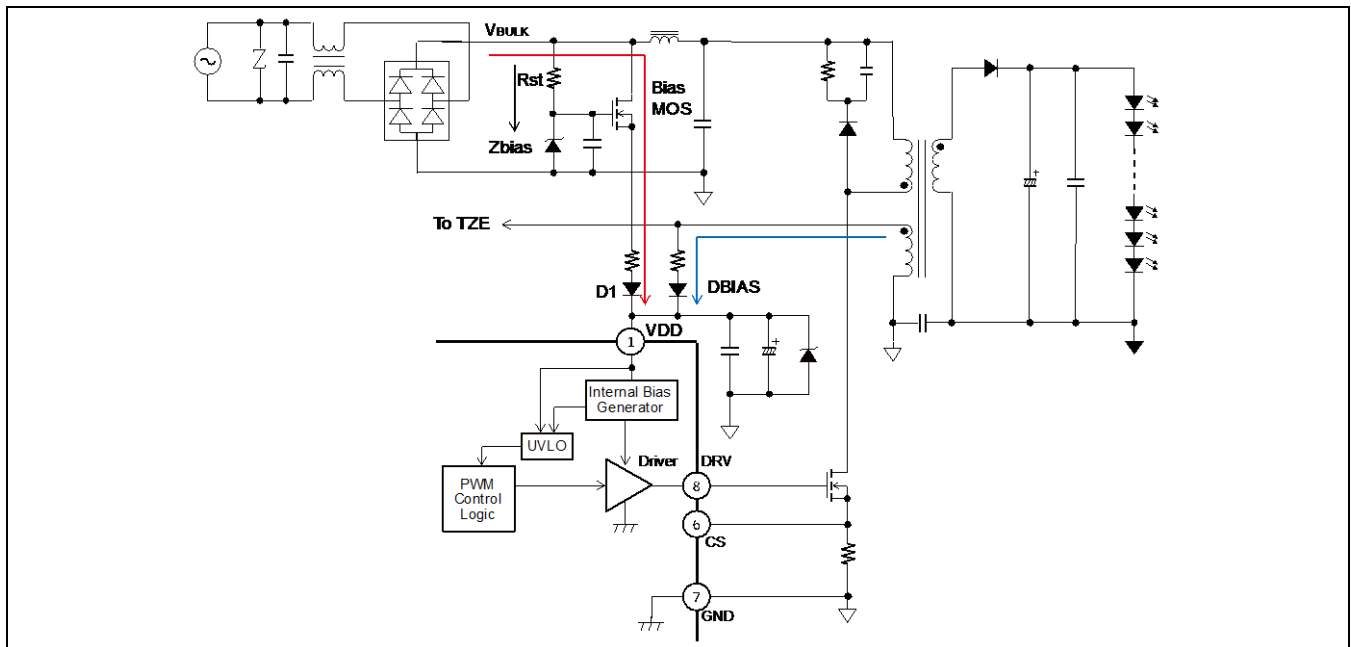 VBULK
Rst
Bias
MOS
Zbias
To TZE
D1
DBIAS
1
VDD
Internal Bias
Generator
UVLO
Driver
DRV
PWM
Control
Logic
8
6
CS
7
GND